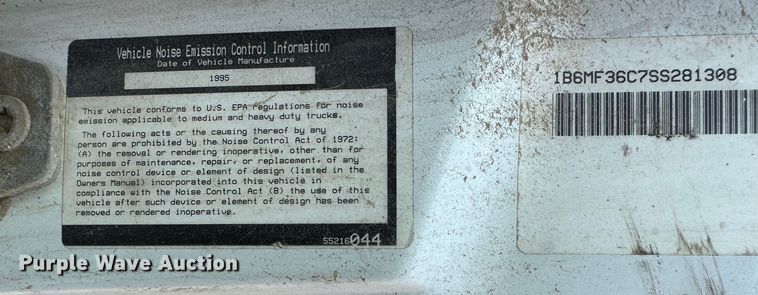 Vehicle Noise Emission Control Information
Date of Vehicle Manufacture
1995
This vehicle conforms to U.S. EPA regulations for noise
emission applicable to medium and heavy duty trucks.
The following acts or the causing thereof by any
person are prohibited by the Noise Control Act of 1972:
(A) the removal or rendering inoperative, other than for
purposes of maintenance, repair, or replacement, of any
noise control device or element of design (listed in the
Owners Manual) incorporated into this vehicle in
compliance with the Noise Control Act (B) the use of this
vehicle after such device or element of design has been
removed or rendered inoperative.
55216044
1B6MF36C7SS281308
Purple Wave Auction